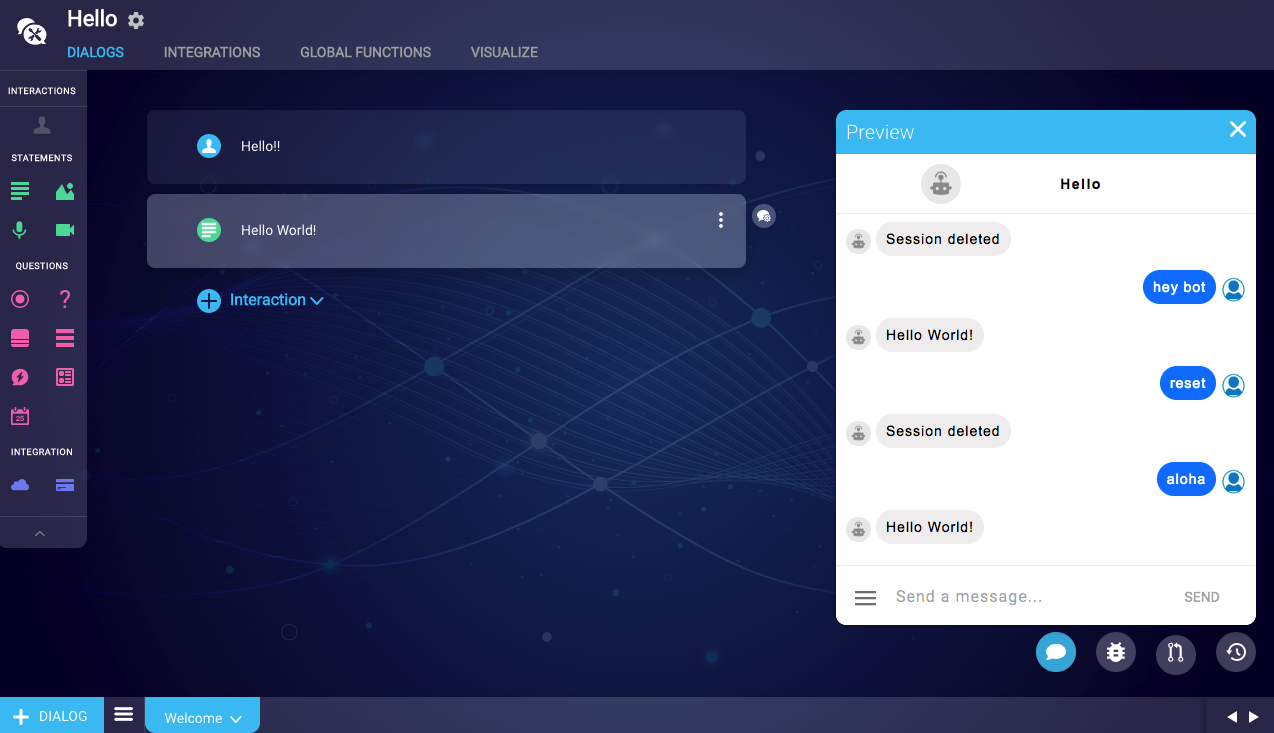 Hello
DIALOGS INTEGRATIONS GLOBAL FUNCTIONS VISUALIZE
INTERACTIONS
STATEMENTS
QUESTIONS
25
INTEGRATION
Hello!!
Hello World!
Interaction
Preview
Hello
Session deleted
hey bot
Hello World!
reset
Session deleted
aloha
Hello World!
Send a message... SEND
DIALOG
Welcome